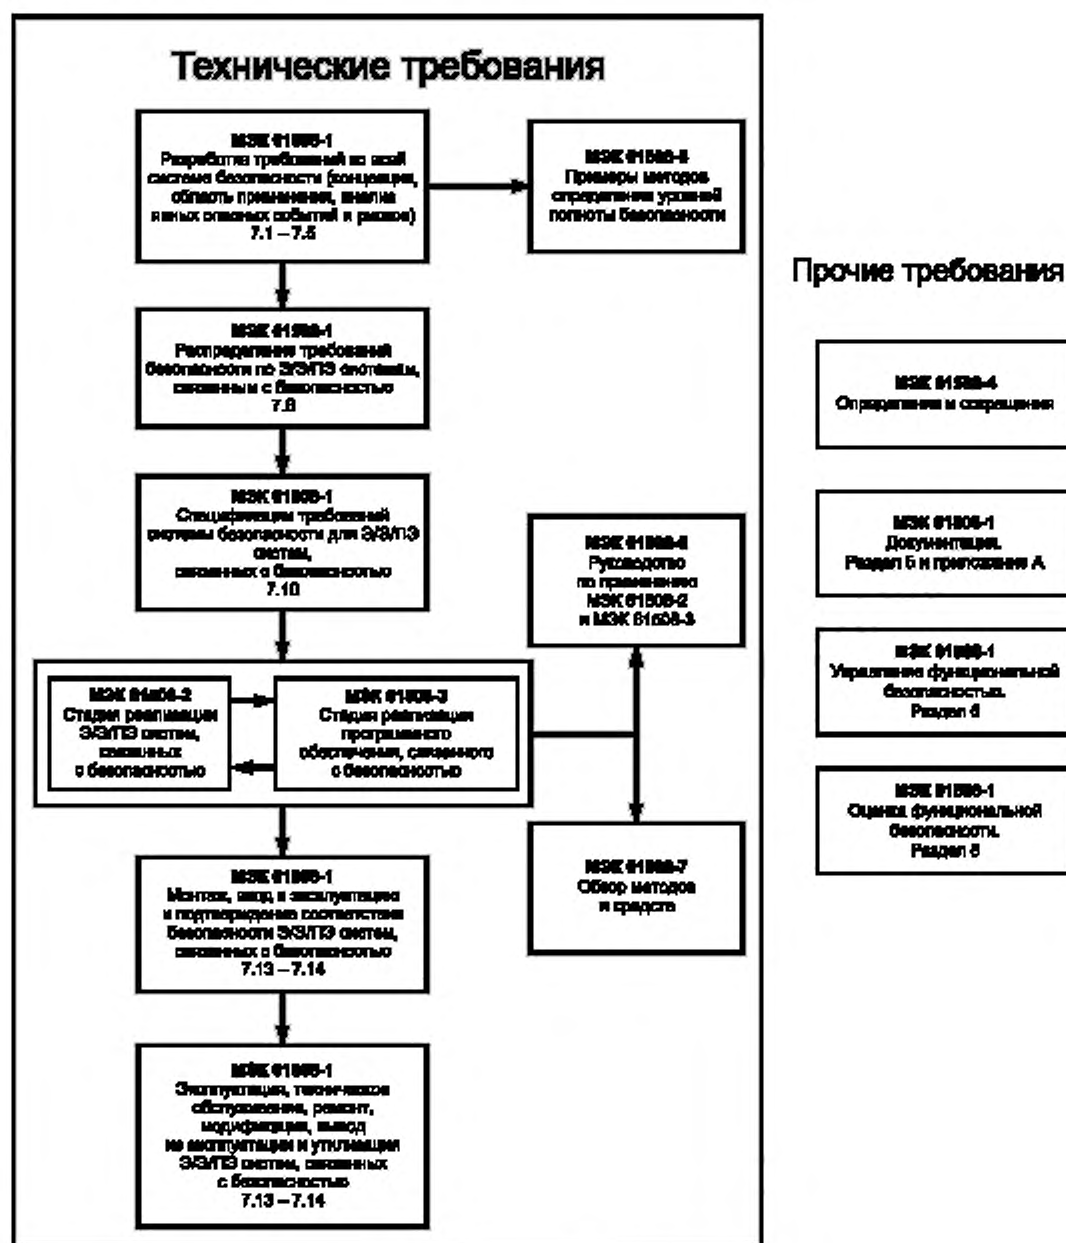 Технические требования
МЭК 61508-1
Разработка требований ко всей
системе безопасности (концепция,
область применения, анализ
явных опасных событий и рисков)
7.1 – 7.5
МЭК 61508-5
Примеры методов
определения уровней
полноты безопасности
МЭК 61508-1
Распределение требований
безопасности по Э/Э/ПЭ системам,
связанным с безопасностью
7.6
МЭК 61508-1
Спецификации требований
системы безопасности для Э/Э/ПЭ
систем,
связанных с безопасностью
7.10
МЭК 61508-6
Руководство
по применению
МЭК 61508-2
и МЭК 61508-3
МЭК 61508-2
Стадия реализации
Э/Э/ПЭ систем,
связанных
с безопасностью
МЭК 61508-3
Стадия реализации
программного
обеспечения, связанного
с безопасностью
МЭК 61508-7
Обзор методов
и средств
МЭК 61508-1
Монтаж, ввод в эксплуатацию
и подтверждение соответствия
безопасности Э/Э/ПЭ систем,
связанных с безопасностью
7.13 – 7.14
МЭК 61508-1
Эксплуатация, техническое
обслуживание, ремонт,
модификация, вывод
из эксплуатации и утилизация
Э/Э/ПЭ систем, связанных
с безопасностью
7.13 – 7.14
Прочие требования
МЭК 61508-4
Определения и сокращения
МЭК 61508-1
Документация.
Раздел 5 и приложение А
МЭК 61508-1
Управление функциональной
безопасностью.
Раздел 6
МЭК 61508-1
Оценка функциональной
безопасности.
Раздел 8